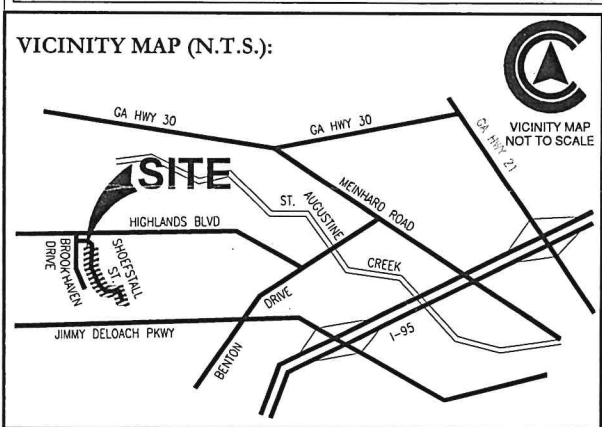 VICINITY MAP (N.T.S.):
VICINITY MAP
NOT TO SCALE
GA HWY 30
GA HWY 30
GA HWY 21
SITE
ST. AUGUSTINE CREEK
MEINHARD ROAD
HIGHLANDS BLVD
BROOKHAVEN
DRIVE
SHOEFSTALL
ST.
BENTON DRIVE
I-95
JIMMY DELOACH PKWY